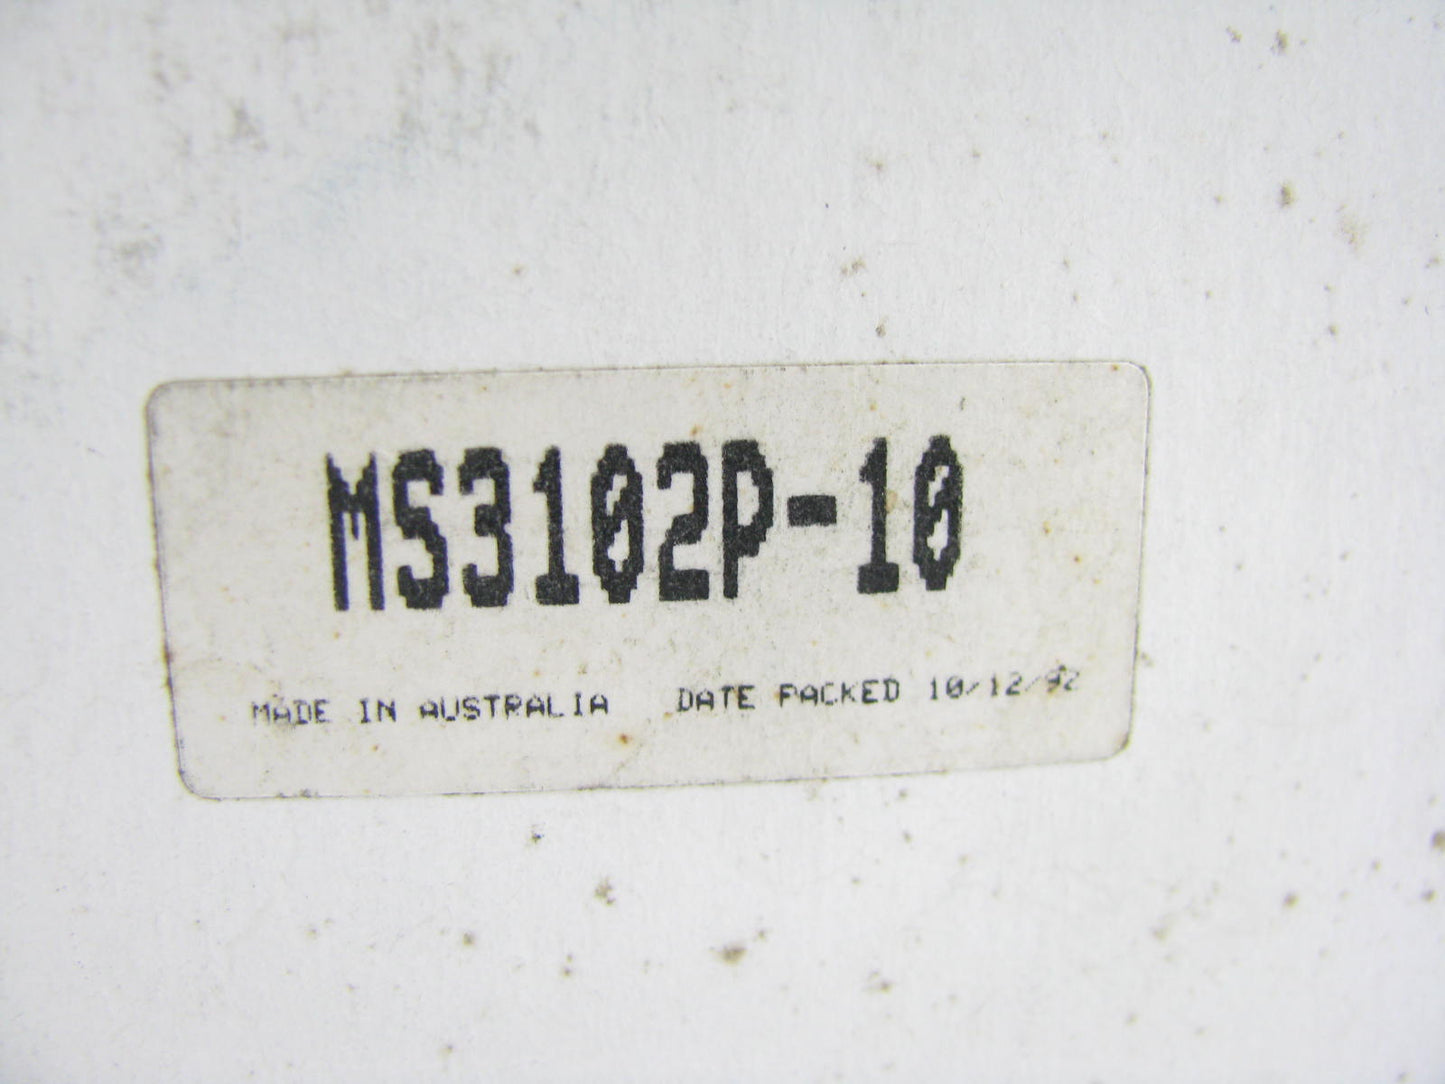 MS3102P-10
MADE IN AUSTRALIA DATE PACKED 10/12/92